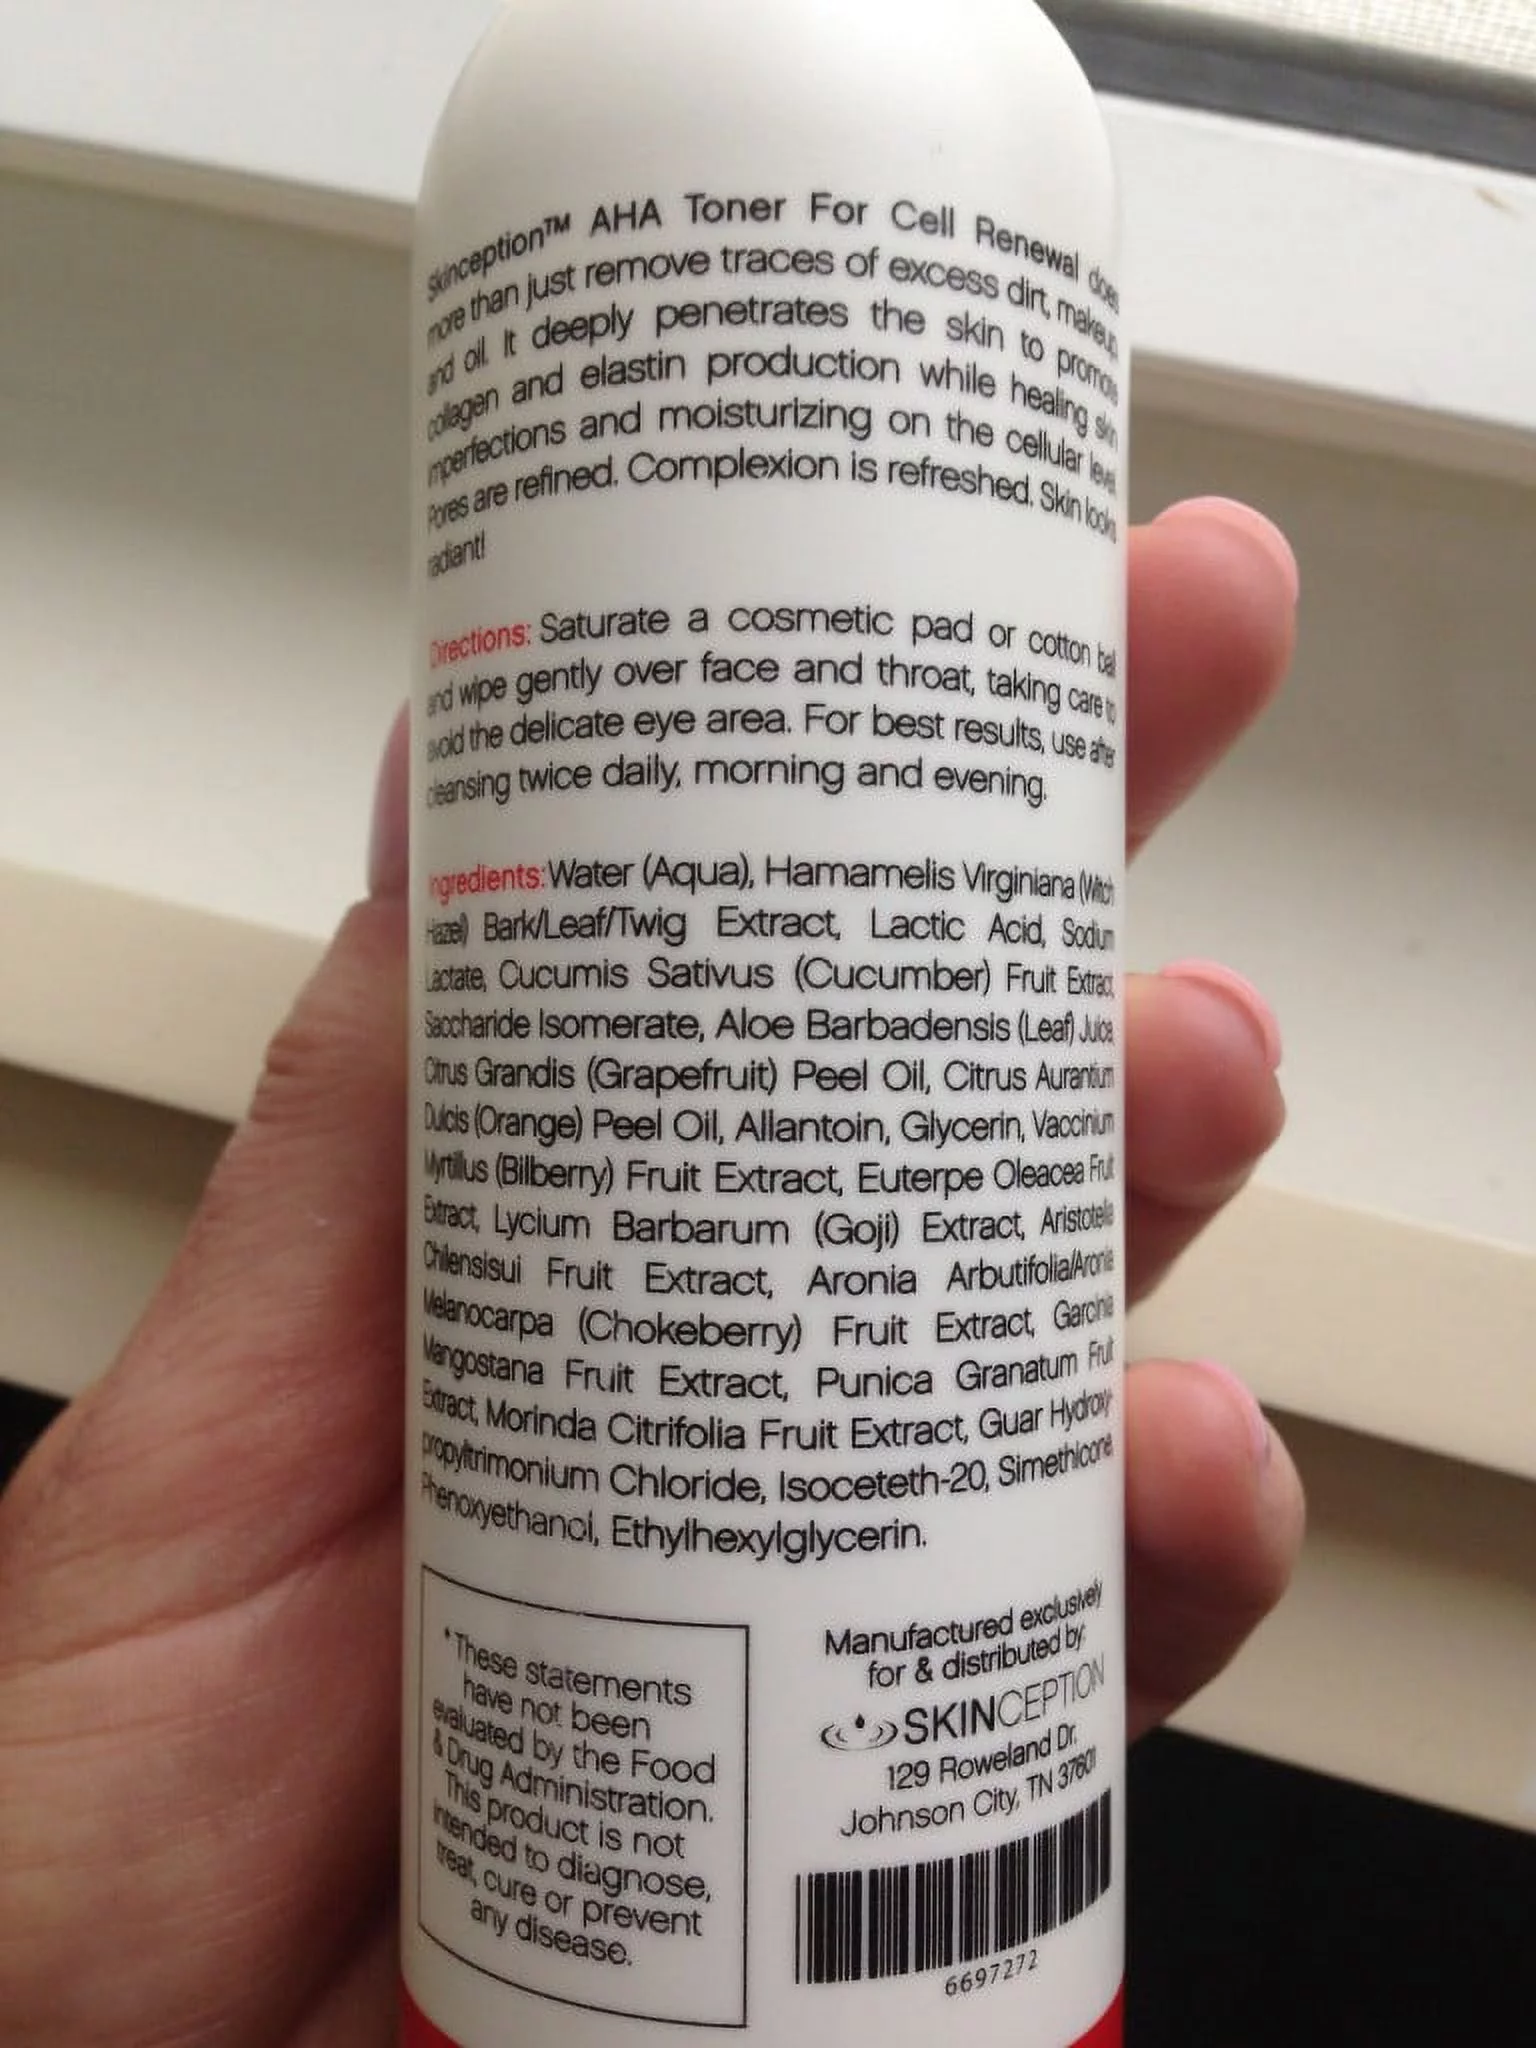 Skinception™ AHA Toner For Cell Renewal does
more than just remove traces of excess dirt, makeup,
and oil. It deeply penetrates the skin to promote
collagen and elastin production while healing skin
imperfections and moisturizing on the cellular level.
Pores are refined. Complexion is refreshed. Skin looks
radiant!
Directions: Saturate a cosmetic pad or cotton ball
and wipe gently over face and throat, taking care to
avoid the delicate eye area. For best results, use after
cleansing twice daily, morning and evening.
Ingredients: Water (Aqua), Hamamelis Virginiana (Witch
Hazel) Bark/Leaf/Twig Extract, Lactic Acid, Sodium
Lactate, Cucumis Sativus (Cucumber) Fruit Extract,
Saccharide Isomerate, Aloe Barbadensis (Leaf) Juice,
Citrus Grandis (Grapefruit) Peel Oil, Citrus Aurantium
Dulcis (Orange) Peel Oil, Allantoin, Glycerin, Vaccinium
Myrtillus (Bilberry) Fruit Extract, Euterpe Oleacea Fruit
Extract, Lycium Barbarum (Goji) Extract, Aristotelia
Chilensisui Fruit Extract, Aronia Arbutifolia/Aronia
Melanocarpa (Chokeberry) Fruit Extract, Garcinia
Mangostana Fruit Extract, Punica Granatum Fruit
Extract, Morinda Citrifolia Fruit Extract, Guar Hydroxy-
propyltrimonium Chloride, Isoceteth-20, Simethicone,
Phenoxyethanol, Ethylhexylglycerin.
* These statements
have not been
evaluated by the Food
& Drug Administration.
This product is not
intended to diagnose,
treat, cure or prevent
any disease.
Manufactured exclusively
for & distributed by:
SKINCEPTION
129 Roweland Dr.
Johnson City, TN 37601
6697272